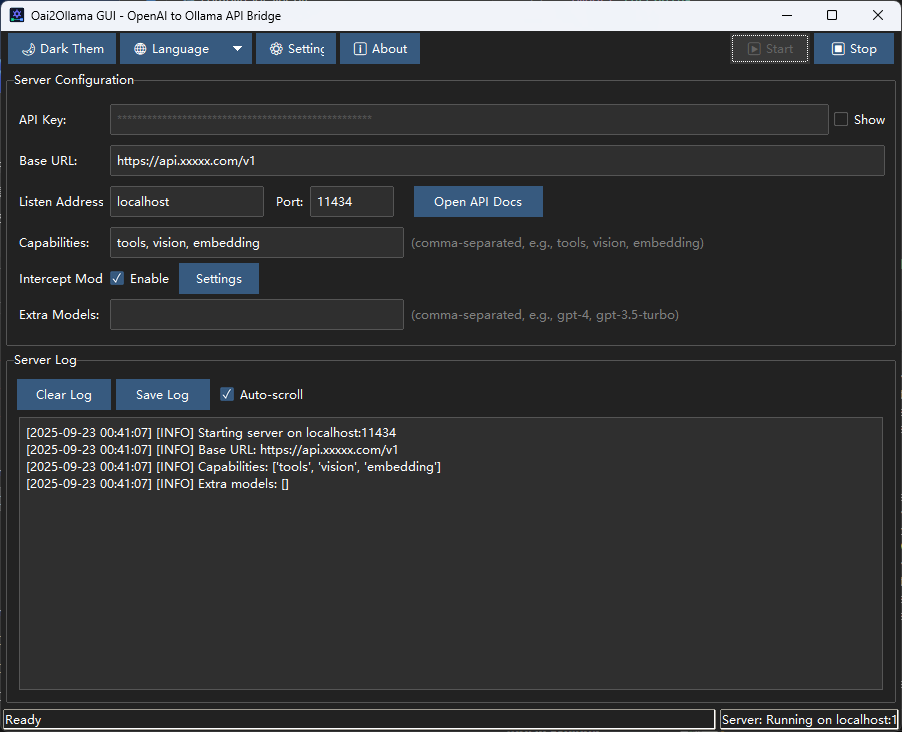 Oai2Ollama GUI - OpenAI to Ollama API Bridge
Dark Them
Language
Setting
About
Start
Stop
Server Configuration
API Key:
**************************************************
Show
Base URL:
https://api.xxxxx.com/v1
Listen Address
localhost
Port:
11434
Open API Docs
Capabilities:
tools, vision, embedding
(comma-separated, e.g., tools, vision, embedding)
Intercept Mod
Enable
Settings
Extra Models:
(comma-separated, e.g., gpt-4, gpt-3.5-turbo)
Server Log
Clear Log
Save Log
Auto-scroll
[2025-09-23 00:41:07] [INFO] Starting server on localhost:11434
[2025-09-23 00:41:07] [INFO] Base URL: https://api.xxxxx.com/v1
[2025-09-23 00:41:07] [INFO] Capabilities: ['tools', 'vision', 'embedding']
[2025-09-23 00:41:07] [INFO] Extra models: []
Ready
Server: Running on localhost:1